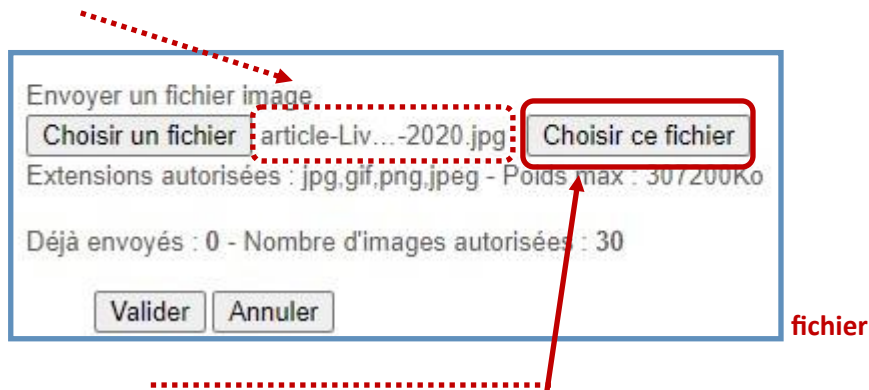 Envoyer un fichier image
Choisir un fichier article-Liv...-2020.jpg Choisir ce fichier
Extensions autorisées : jpg,gif,png,jpeg - Poids max : 307200Ko
Déjà envoyés : 0 - Nombre d'images autorisées : 30
Valider Annuler
fichier